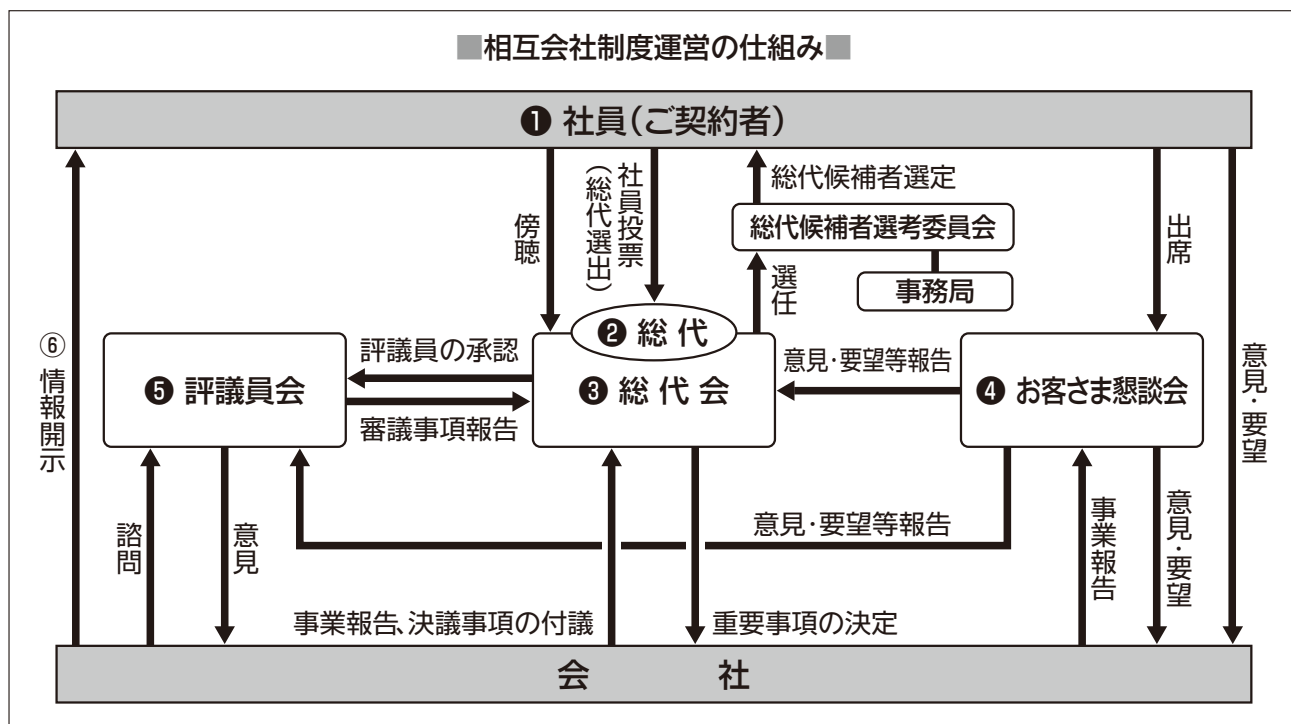 ■相互会社制度運営の仕組み■
❶ 社員（ご契約者）
総代候補者選定
総代候補者選考委員会
事務局
選任
傍聴
社員投票
（総代選出）
出席
意見・要望
⑥情報開示
❷ 総代
❸ 総代会
評議員の承認
審議事項報告
❺ 評議員会
意見・要望等報告
❹ お客さま懇談会
意見・要望等報告
諮問
意見
事業報告、決議事項の付議
重要事項の決定
事業報告
意見・要望
会社